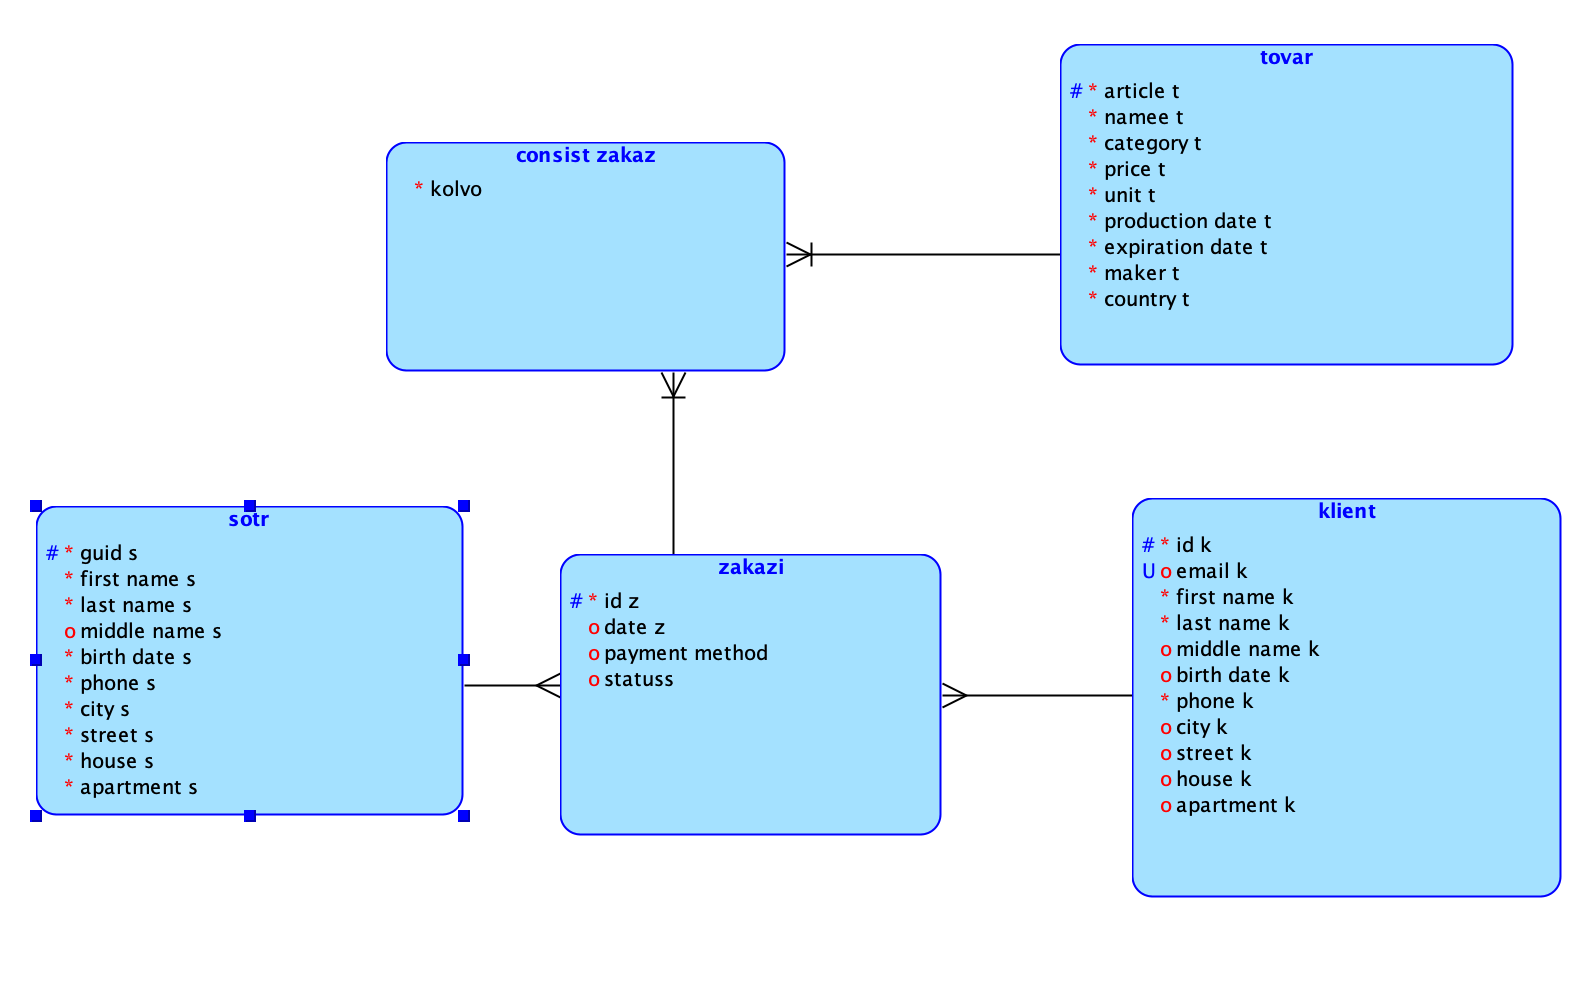 tovar
# * article t
* namee t
* category t
* price t
* unit t
* production date t
* expiration date t
* maker t
* country t
consist zakaz
* kolvo
sotr
# * guid s
* first name s
* last name s
o middle name s
* birth date s
* phone s
* city s
* street s
* house s
* apartment s
zakazi
# * id z
o date z
o payment method
o statuss
klient
# * id k
U o email k
* first name k
* last name k
o middle name k
o birth date k
* phone k
o city k
o street k
o house k
o apartment k